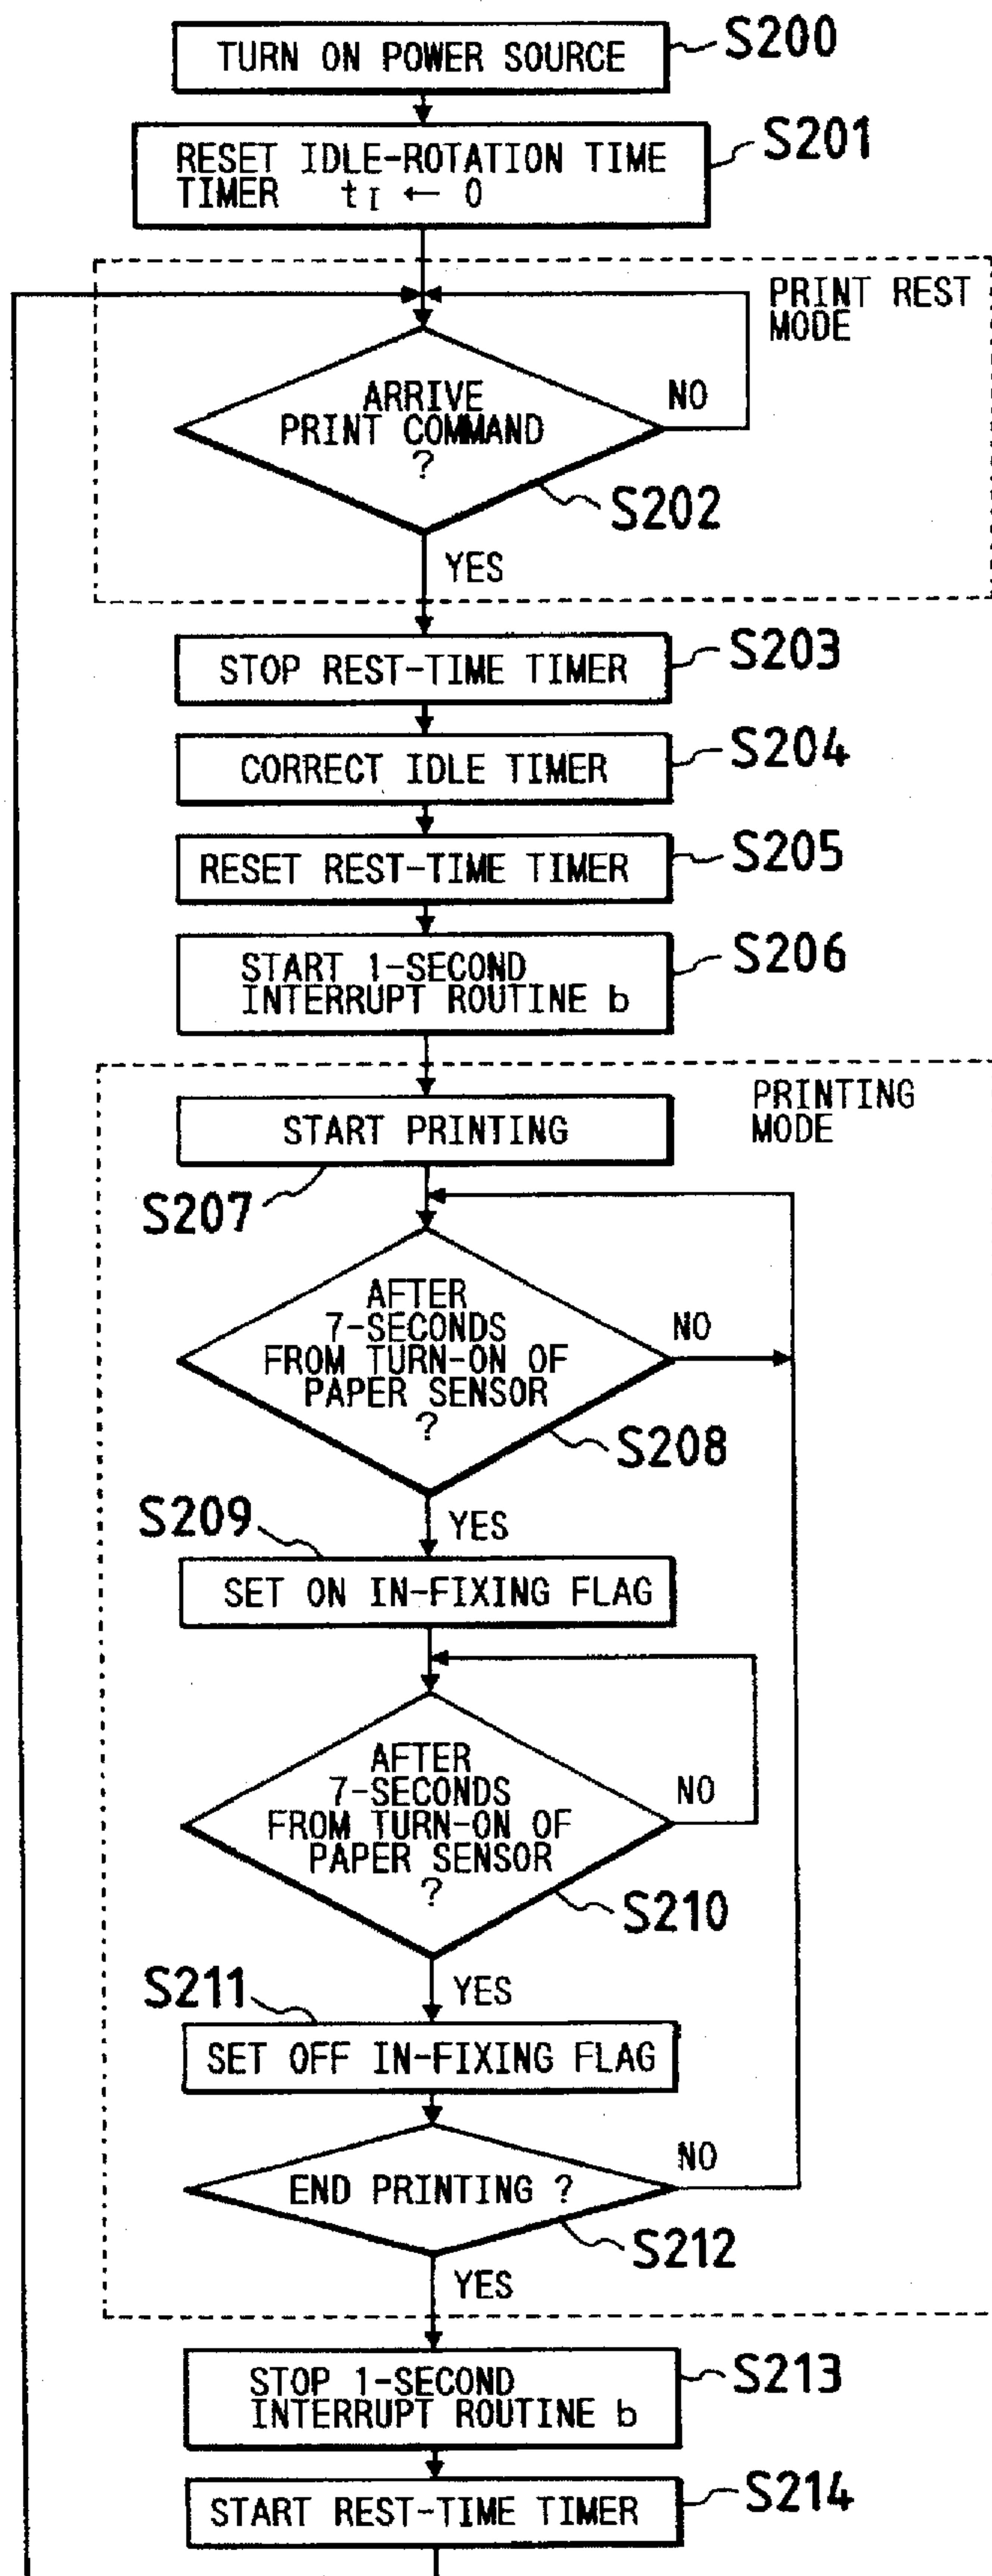 TURN ON POWER SOURCE
S200
RESET IDLE-ROTATION TIME
TIMER tI ← 0
S201
PRINT REST
MODE
ARRIVE
PRINT COMMAND
?
NO
S202
YES
STOP REST-TIME TIMER
S203
CORRECT IDLE TIMER
S204
RESET REST-TIME TIMER
S205
START 1-SECOND
INTERRUPT ROUTINE b
S206
PRINTING
MODE
START PRINTING
S207
AFTER
7-SECONDS
FROM TURN-ON OF
PAPER SENSOR
?
NO
S208
YES
S209
SET ON IN-FIXING FLAG
AFTER
7-SECONDS
FROM TURN-ON OF
PAPER SENSOR
?
NO
S210
YES
S211
SET OFF IN-FIXING FLAG
END PRINTING ?
NO
S212
YES
STOP 1-SECOND
INTERRUPT ROUTINE b
S213
START REST-TIME TIMER
S214